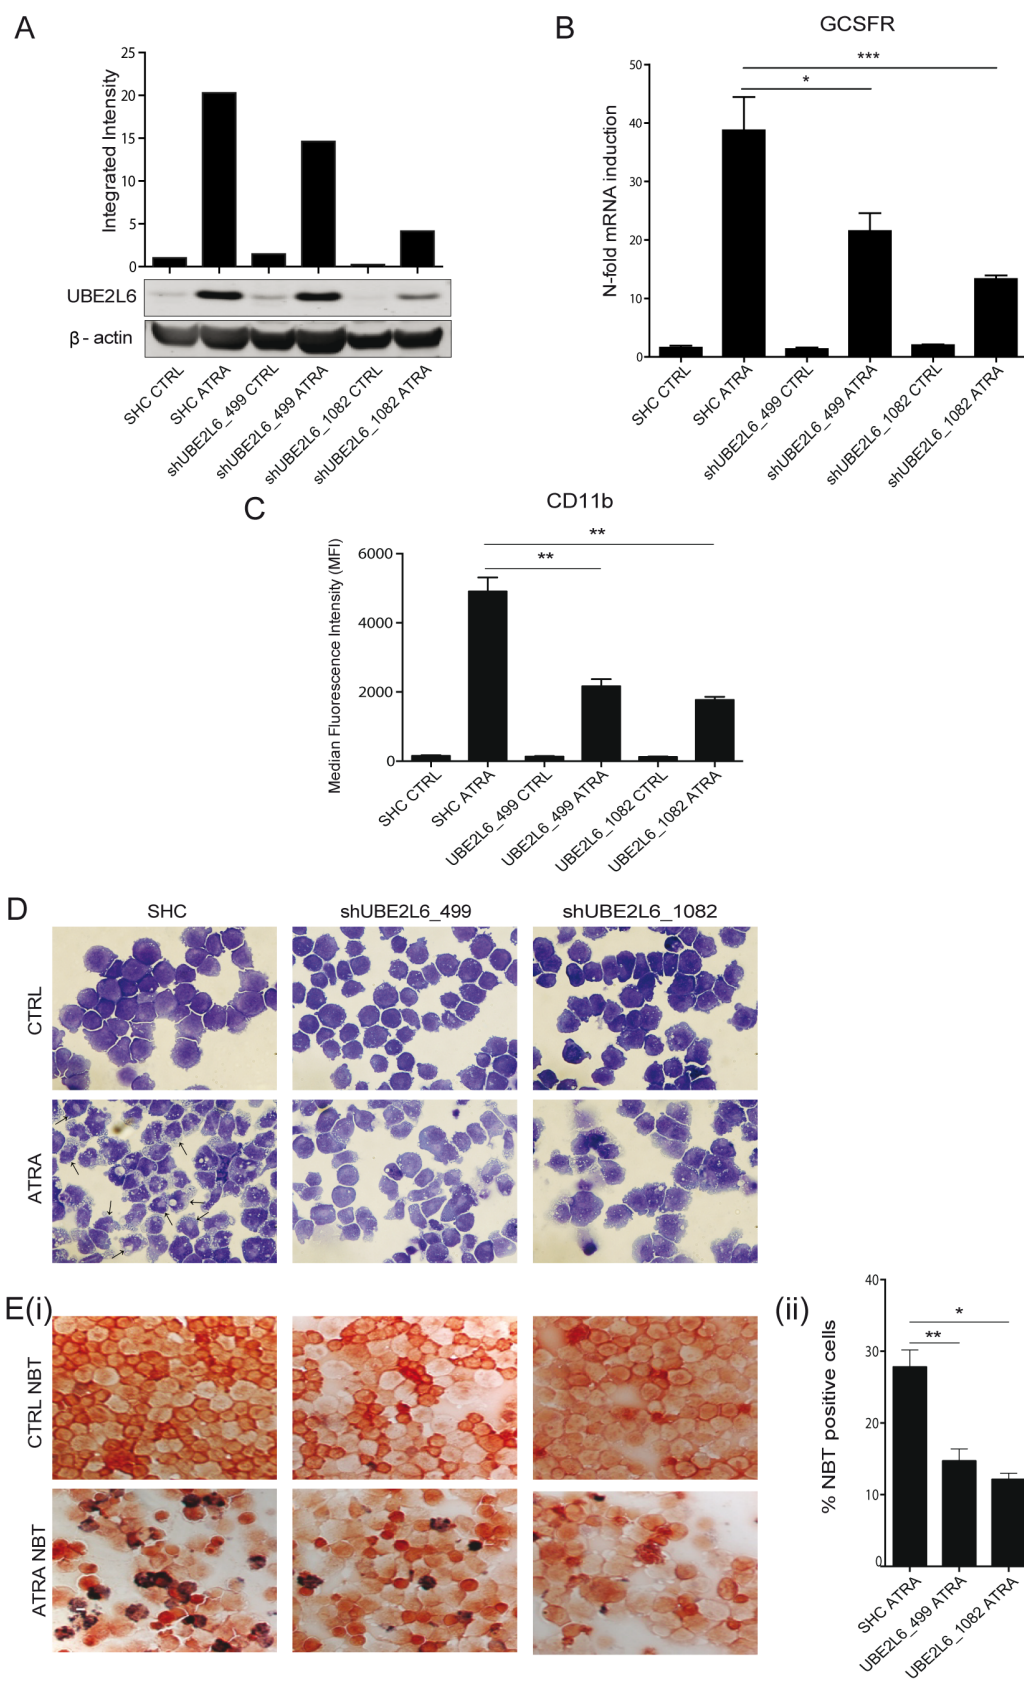 A
25
20
15
10
5
0
Integrated Intensity
UBE2L6
β - actin
SHC CTRL
SHC ATRA
shUBE2L6_499 CTRL
shUBE2L6_499 ATRA
shUBE2L6_1082 CTRL
shUBE2L6_1082 ATRA
B
GCSFR
***
*
50
40
30
20
10
0
N-fold mRNA induction
SHC CTRL
SHC ATRA
shUBE2L6_499 CTRL
shUBE2L6_499 ATRA
shUBE2L6_1082 CTRL
shUBE2L6_1082 ATRA
C
CD11b
**
**
6000
4000
2000
0
Median Fluorescence Intensity (MFI)
SHC CTRL
SHC ATRA
UBE2L6_499 CTRL
UBE2L6_499 ATRA
UBE2L6_1082 CTRL
UBE2L6_1082 ATRA
D
SHC
shUBE2L6_499
shUBE2L6_1082
CTRL
ATRA
E(i)
CTRL NBT
ATRA NBT
(ii)
40
30
20
10
0
% NBT positive cells
*
**
SHC ATRA
UBE2L6_499 ATRA
UBE2L6_1082 ATRA